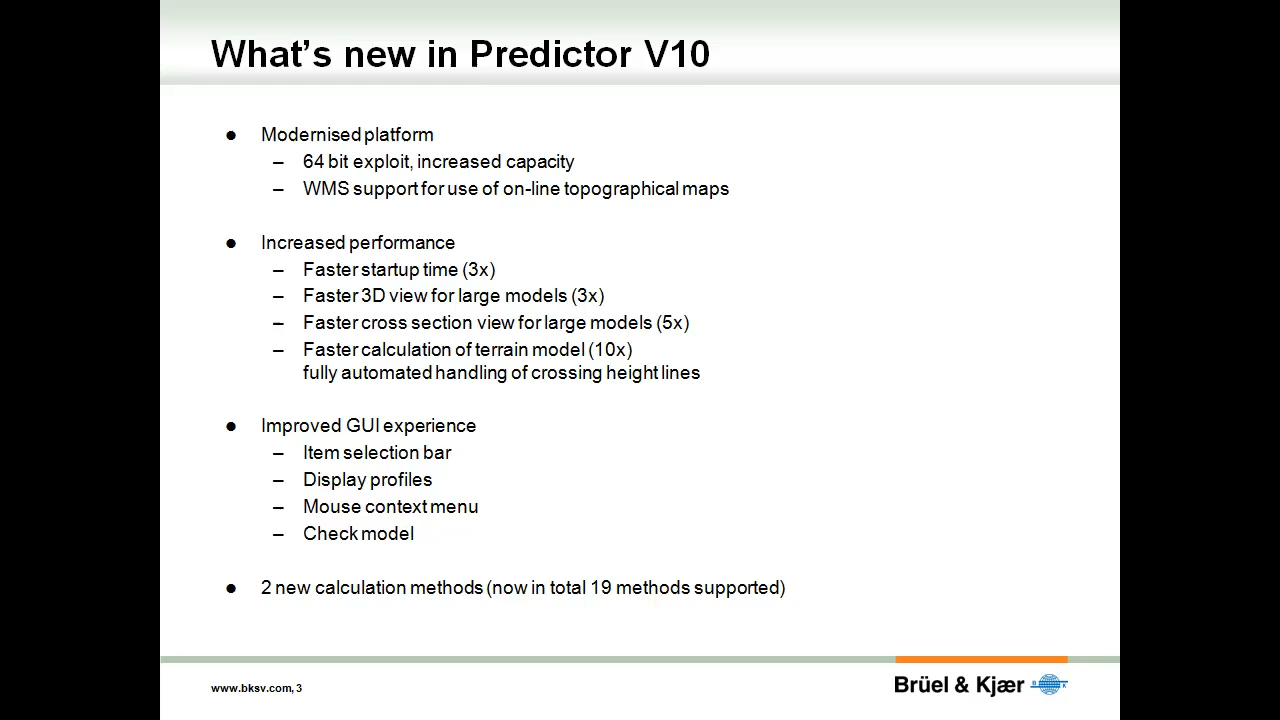 What's new in Predictor V10
● Modernised platform
– 64 bit exploit, increased capacity
– WMS support for use of on-line topographical maps
● Increased performance
– Faster startup time (3x)
– Faster 3D view for large models (3x)
– Faster cross section view for large models (5x)
– Faster calculation of terrain model (10x)
fully automated handling of crossing height lines
● Improved GUI experience
– Item selection bar
– Display profiles
– Mouse context menu
– Check model
● 2 new calculation methods (now in total 19 methods supported)
www.bksv.com, 3
Brüel & Kjær